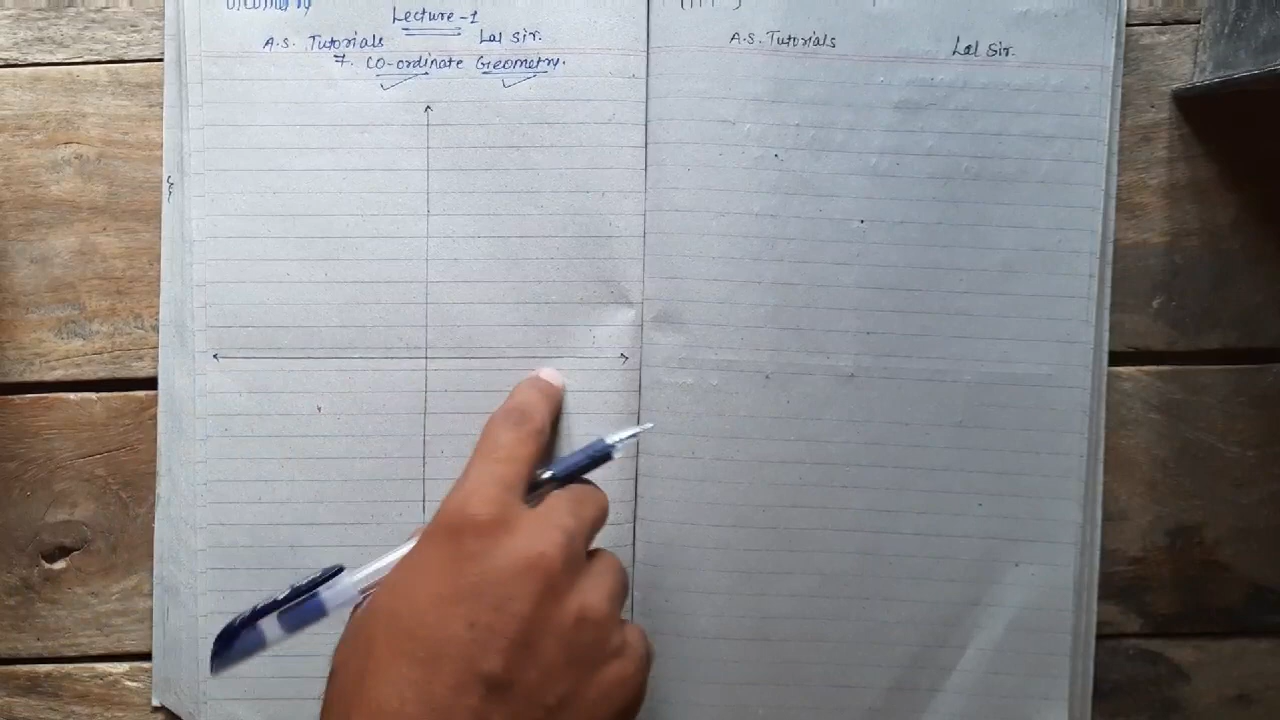 Lecture-1
A.S. Tutorials Lal Sir.
7. Co-ordinate Geometry.
A.S. Tutorials Lal Sir.